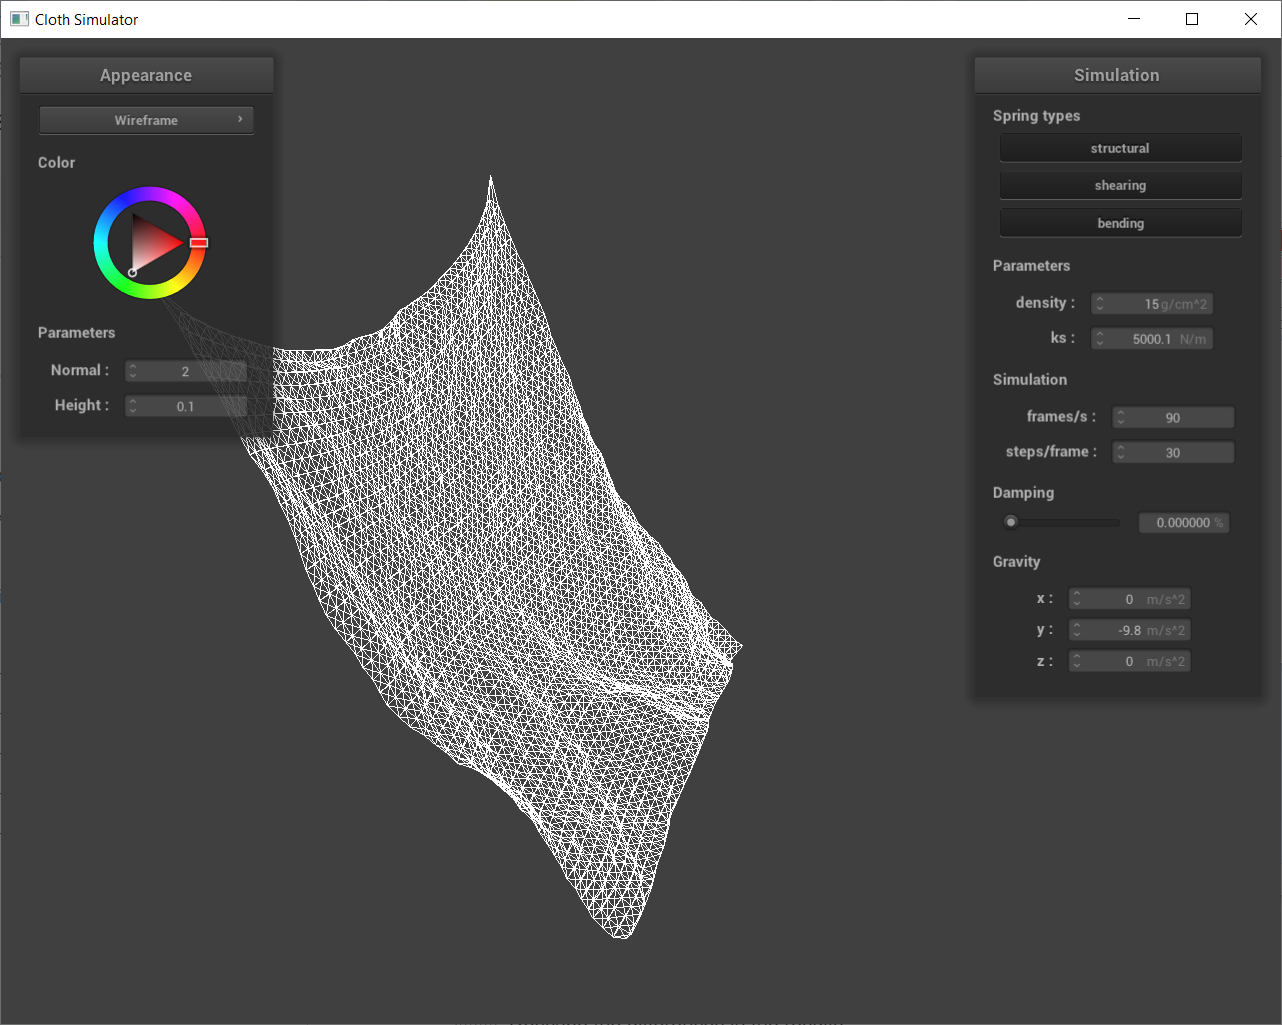 Cloth Simulator
Appearance
Wireframe
Color
Parameters
Normal : 2
Height : 0.1
Simulation
Spring types
structural
shearing
bending
Parameters
density : 15 g/cm^2
ks : 5000.1 N/m
Simulation
frames/s : 90
steps/frame : 30
Damping
0.000000 %
Gravity
x : 0 m/s^2
y : -9.8 m/s^2
z : 0 m/s^2